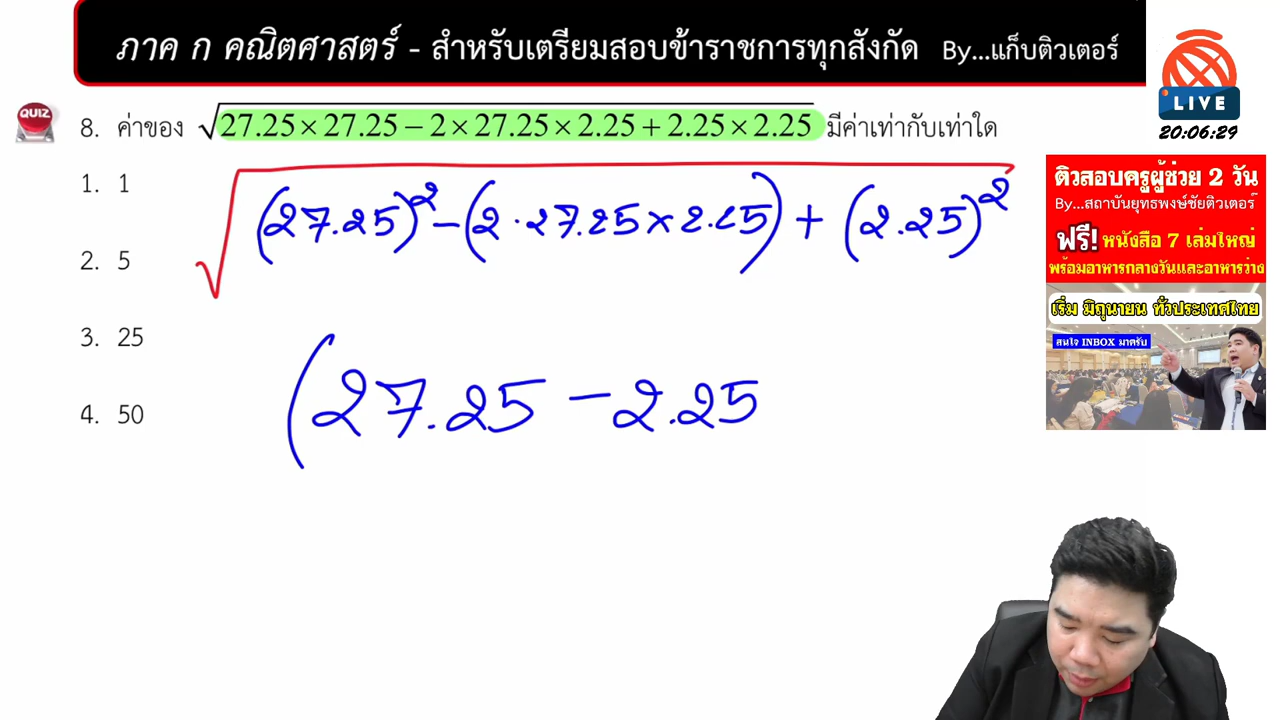 ภาค ก คณิตศาสตร์ - สำหรับเตรียมสอบข้าราชการทุกสังกัด By...แก็บติวเตอร์
LIVE
20:06:29
QUIZ
8. ค่าของ √27.25×27.25−2×27.25×2.25+2.25×2.25 มีค่าเท่ากับเท่าใด
1. 1
√(27.25)² − (2·27.25×2.25) + (2.25)²
2. 5
3. 25
(27.25 − 2.25
4. 50
ติวสอบครูผู้ช่วย 2 วัน
By...สถาบันยุทธพงษ์ชัยติวเตอร์
ฟรี! หนังสือ 7 เล่มใหญ่
พร้อมอาหารกลางวันและอาหารว่าง
เริ่ม มิถุนายน ทั่วประเทศไทย
สนใจ INBOX มาครับ